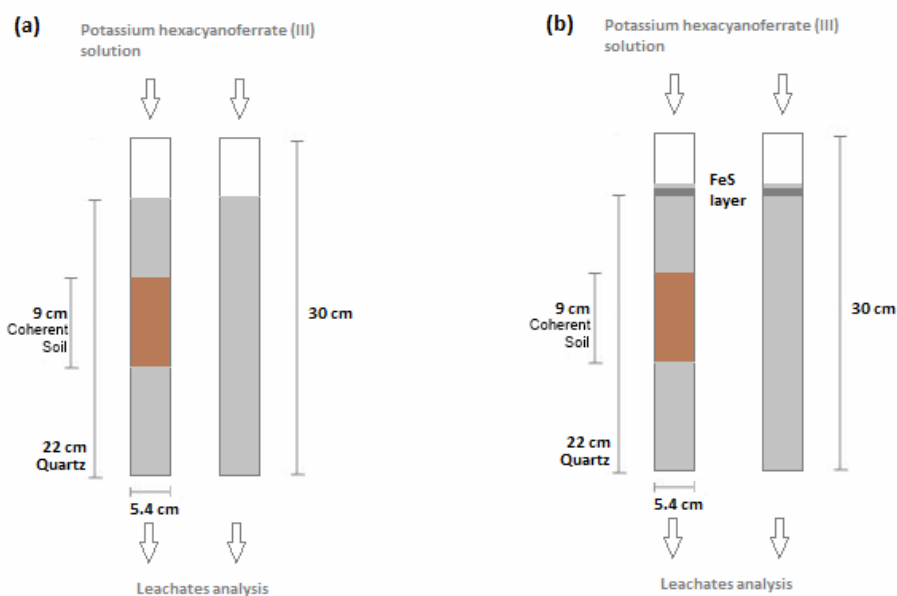 (a)
Potassium hexacyanoferrate (III)
solution
9 cm
Coherent
Soil
30 cm
22 cm
Quartz
5.4 cm
Leachates analysis
(b)
Potassium hexacyanoferrate (III)
solution
FeS
layer
9 cm
Coherent
Soil
30 cm
22 cm
Quartz
5.4 cm
Leachates analysis